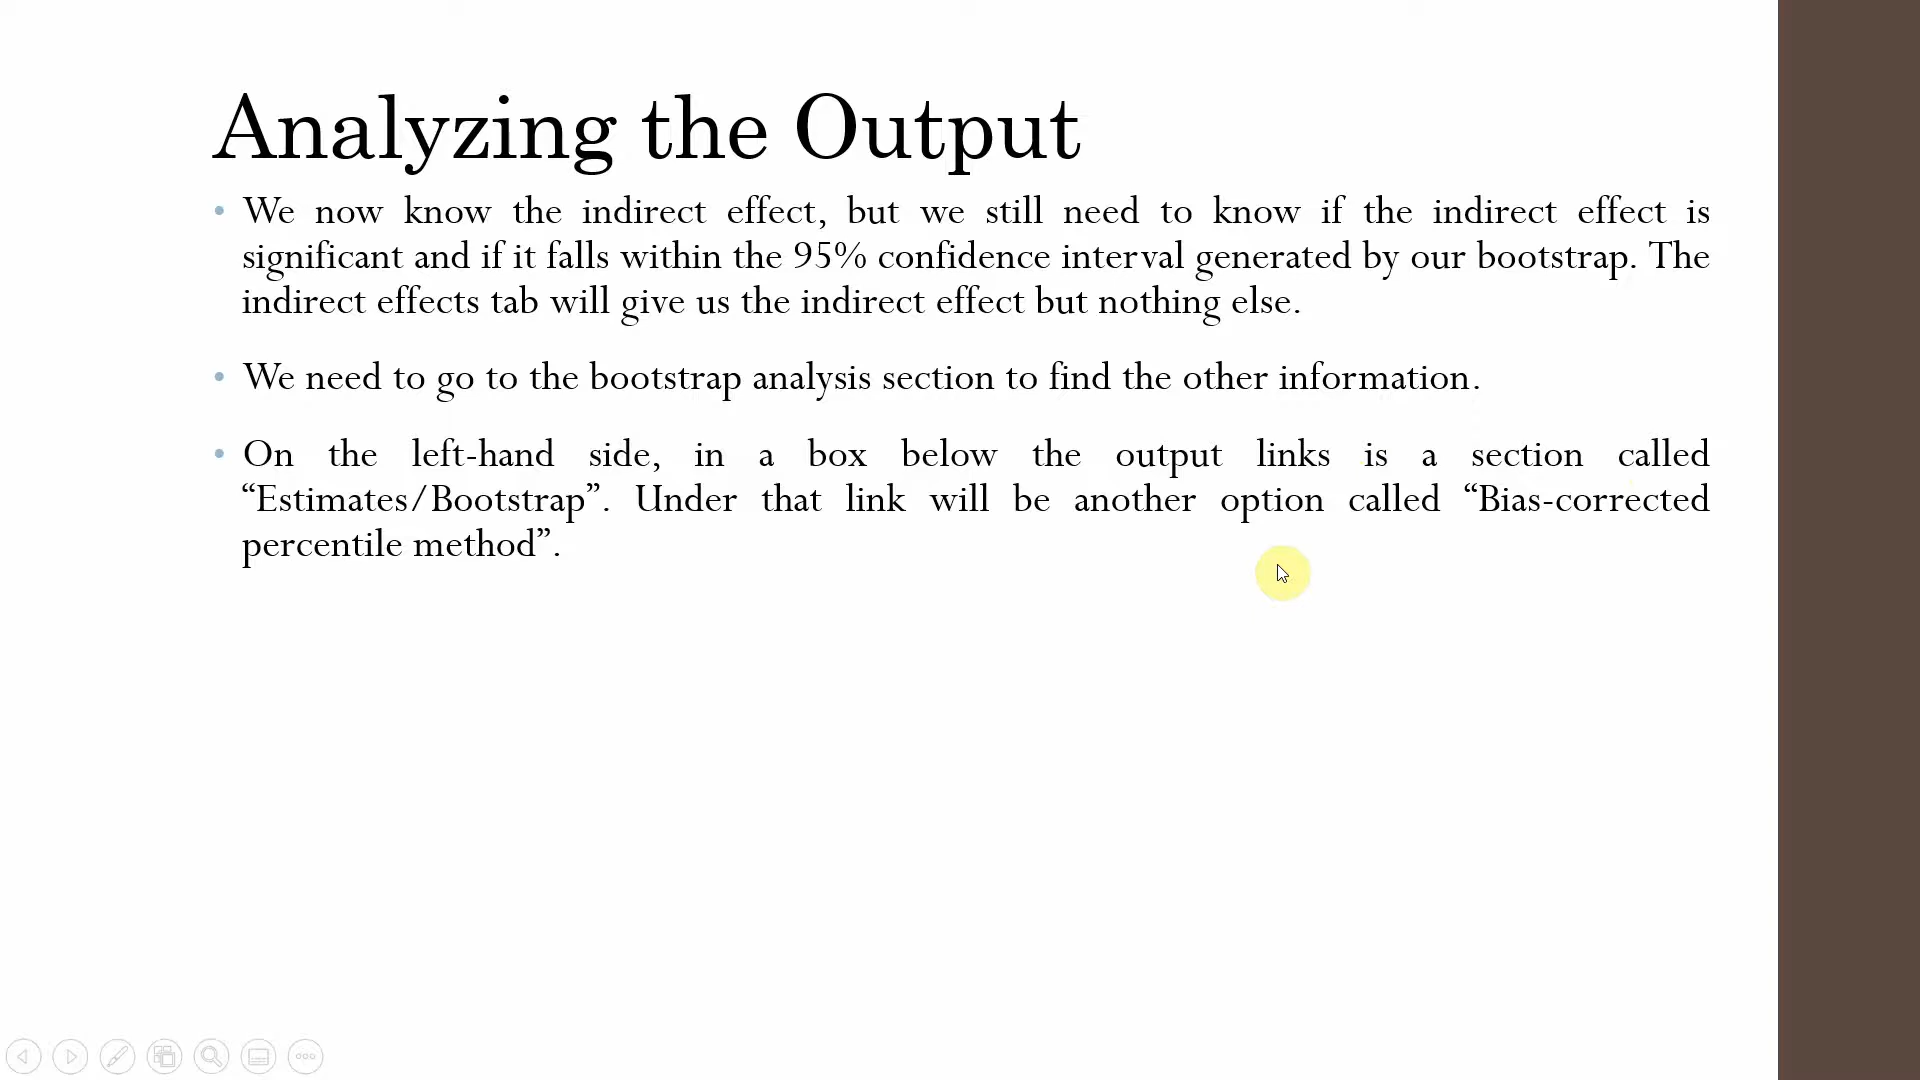 Analyzing the Output
• We now know the indirect effect, but we still need to know if the indirect effect is
significant and if it falls within the 95% confidence interval generated by our bootstrap. The
indirect effects tab will give us the indirect effect but nothing else.
• We need to go to the bootstrap analysis section to find the other information.
• On the left-hand side, in a box below the output links is a section called
“Estimates/Bootstrap”. Under that link will be another option called “Bias-corrected
percentile method”.